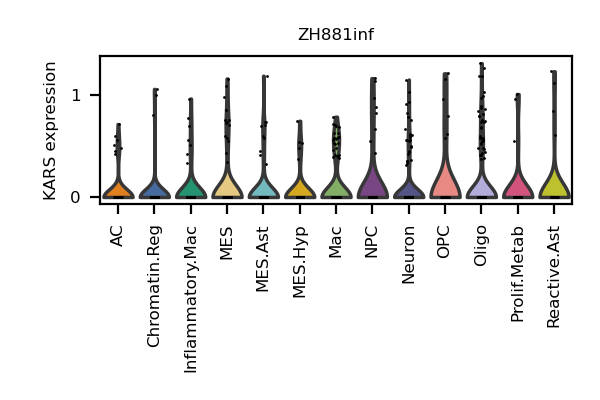 ZH881inf
KARS expression
1
0
AC
Chromatin.Reg
Inflammatory.Mac
MES
MES.Ast
MES.Hyp
Mac
NPC
Neuron
OPC
Oligo
Prolif.Metab
Reactive.Ast